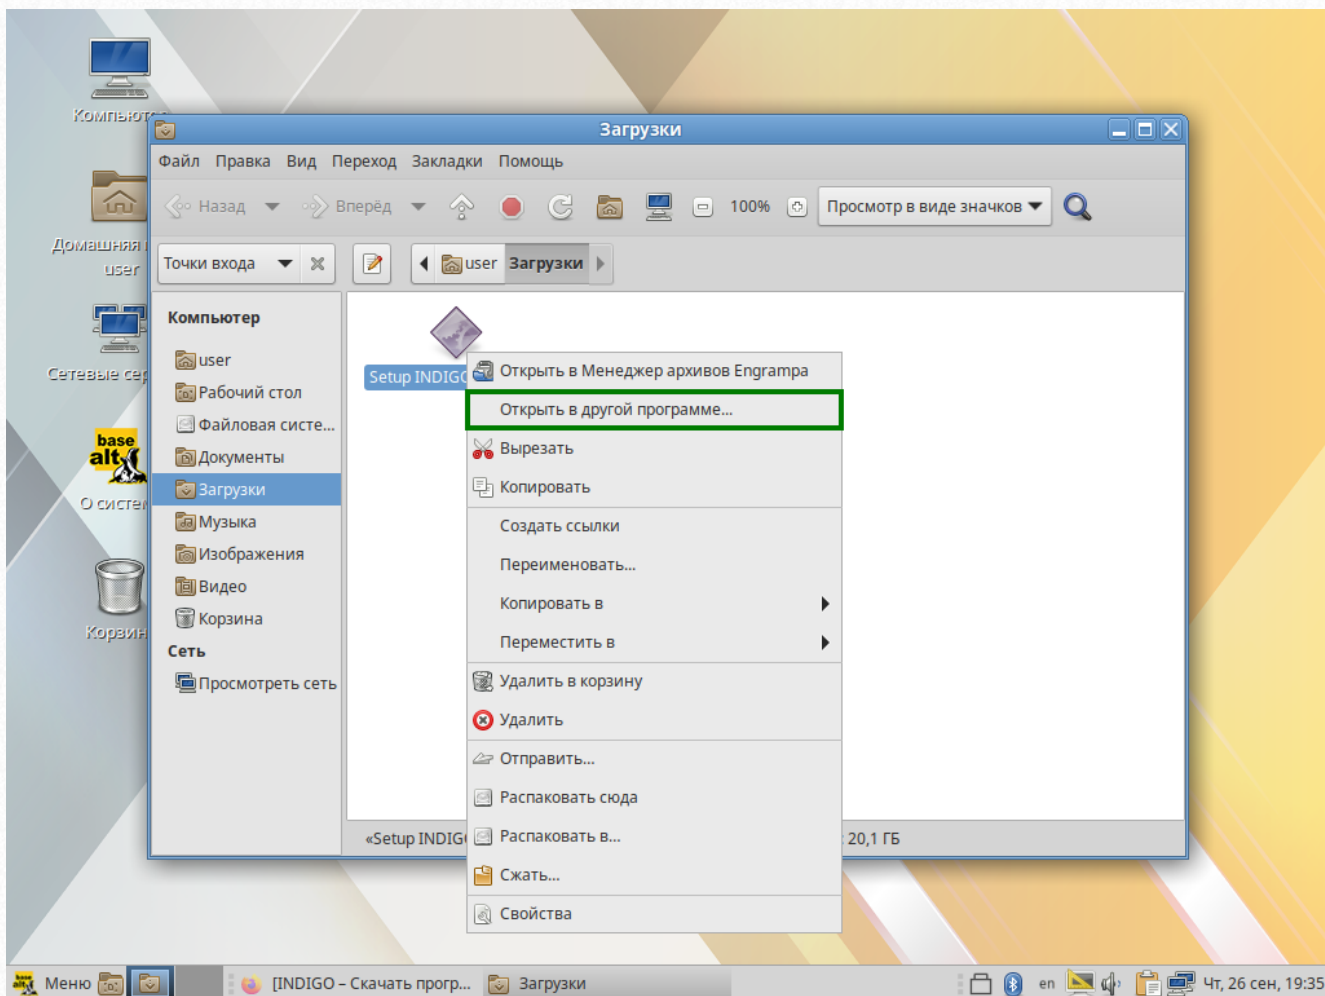 Компьютер
Загрузки
Файл Правка Вид Переход Закладки Помощь
Назад Вперёд 100% Просмотр в виде значков
Домашняя
user
Точки входа user Загрузки
Компьютер
user
Рабочий стол
Файловая систе...
Документы
Загрузки
Музыка
Изображения
Видео
Корзина
Сеть
Просмотреть сеть
Сетевые сер
base
alt
О систем
Корзин
Setup INDIGO
Открыть в Менеджер архивов Engrampa
Открыть в другой программе...
Вырезать
Копировать
Создать ссылки
Переименовать...
Копировать в
Переместить в
Удалить в корзину
Удалить
Отправить...
Распаковать сюда
Распаковать в...
Сжать...
Свойства
«Setup INDIG : 20,1 ГБ
Меню [INDIGO – Скачать прогр... Загрузки en Чт, 26 сен, 19:35